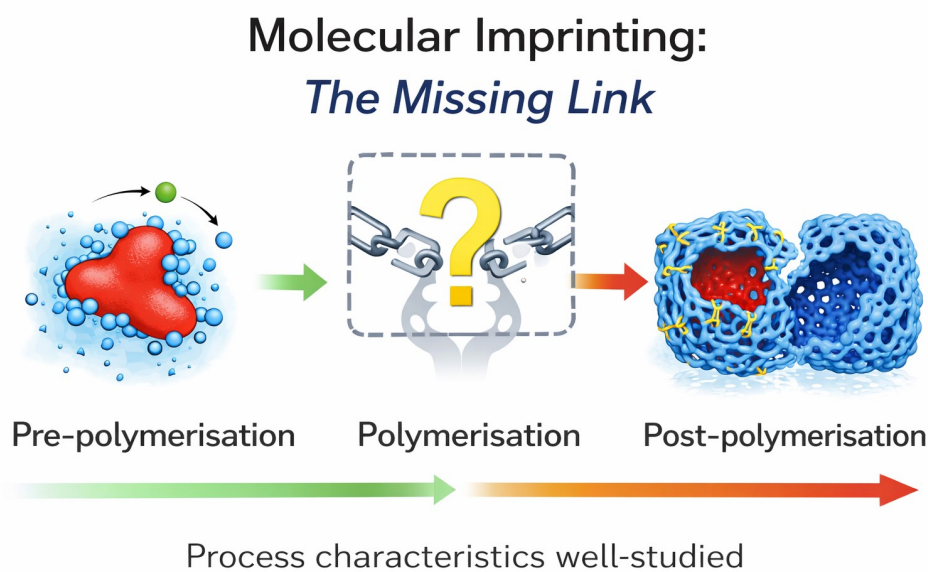 Molecular Imprinting:
The Missing Link
?
Pre-polymerisation
Polymerisation
Post-polymerisation
Process characteristics well-studied